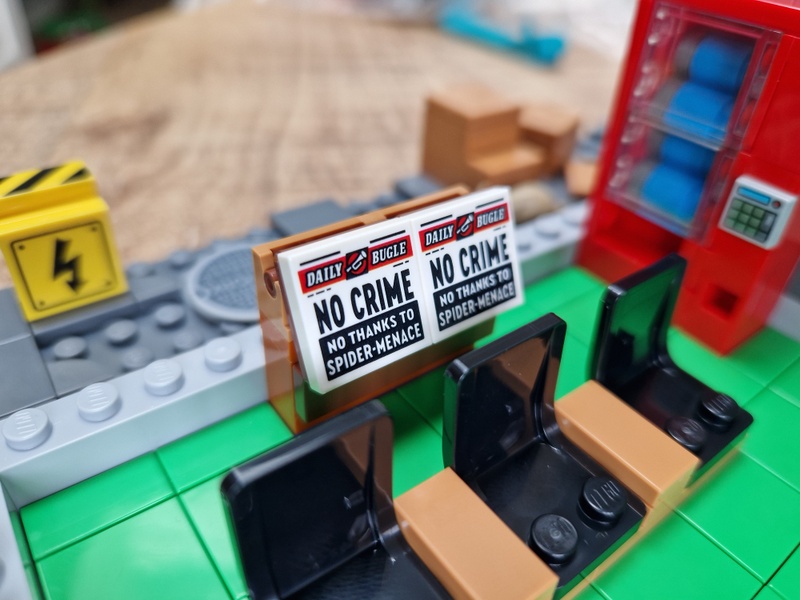 DAILY BUGLE
NO CRIME
NO THANKS TO
SPIDER-MENACE
DAILY BUGLE
NO CRIME
NO THANKS TO
SPIDER-MENACE